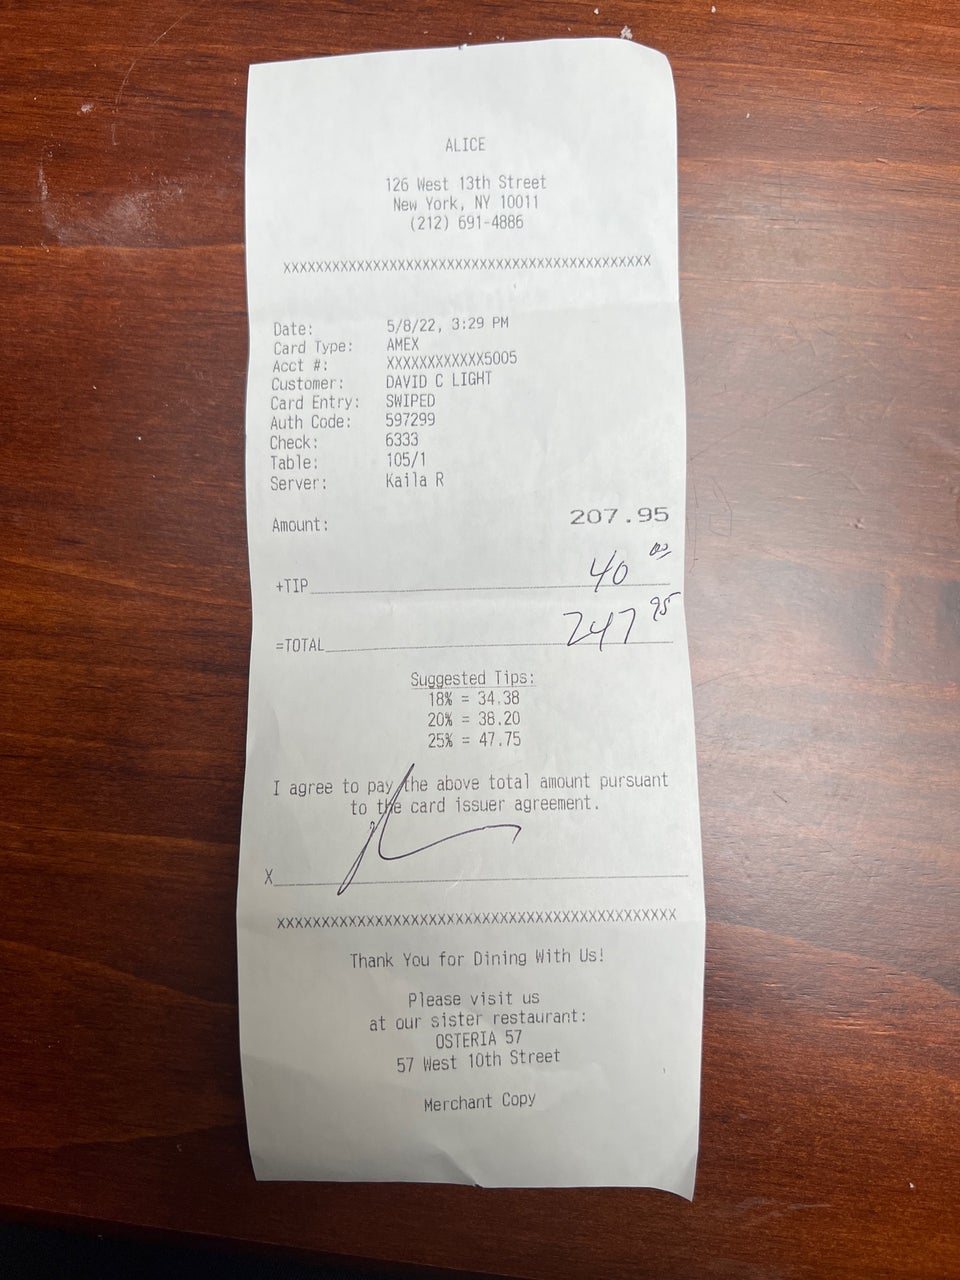 ALICE
126 West 13th Street
New York, NY 10011
(212) 691-4886
XXXXXXXXXXXXXXXXXXXXXXXXXXXXXXXXXXXXXXXXXXXXX
Date: 5/8/22, 3:29 PM
Card Type: AMEX
Acct #: XXXXXXXXXXXX5005
Customer: DAVID C LIGHT
Card Entry: SWIPED
Auth Code: 597299
Check: 6333
Table: 105/1
Server: Kaila R
Amount: 207.95
+TIP 40 00
=TOTAL 247 95
Suggested Tips:
18% = 34.38
20% = 38.20
25% = 47.75
I agree to pay the above total amount pursuant
to the card issuer agreement.
X
XXXXXXXXXXXXXXXXXXXXXXXXXXXXXXXXXXXXXXXXXXXXX
Thank You for Dining With Us!
Please visit us
at our sister restaurant:
OSTERIA 57
57 West 10th Street
Merchant Copy